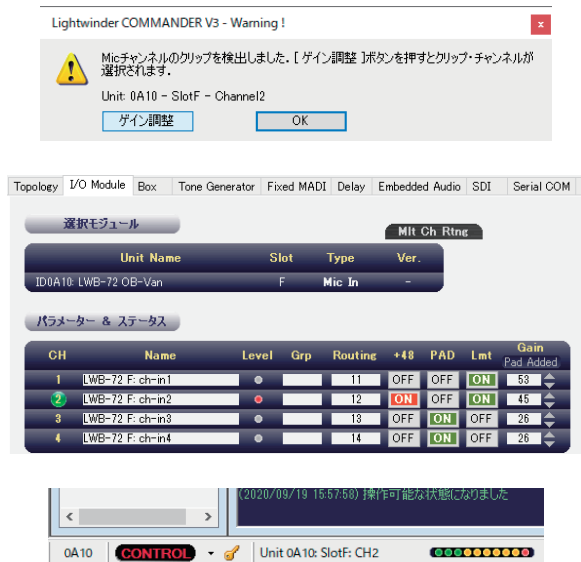 Lightwinder COMMANDER V3 - Warning !
x
Micチャンネルのクリップを検出しました. [ ゲイン調整 ]ボタンを押すとクリップ・チャンネルが
選択されます.
Unit: 0A10 - SlotF - Channel2
ゲイン調整 OK
Topology I/O Module Box Tone Generator Fixed MADI Delay Embedded Audio SDI Serial COM
選択モジュール Mlt Ch Rtng
Unit Name Slot Type Ver.
ID0A10: LWB-72 OB-Van F Mic In -
パラメーター & ステータス
CH Name Level Grp Routing +48 PAD Lmt Gain
Pad Added
1 LWB-72 F: ch-in1 11 OFF OFF ON 53
2 LWB-72 F: ch-in2 12 ON OFF ON 45
3 LWB-72 F: ch-in3 13 OFF ON OFF 26
4 LWB-72 F: ch-in4 14 OFF ON OFF 26
(2020/09/19 15:57:58) 操作可能な状態になりました
< >
0A10 CONTROL Unit 0A10: SlotF: CH2